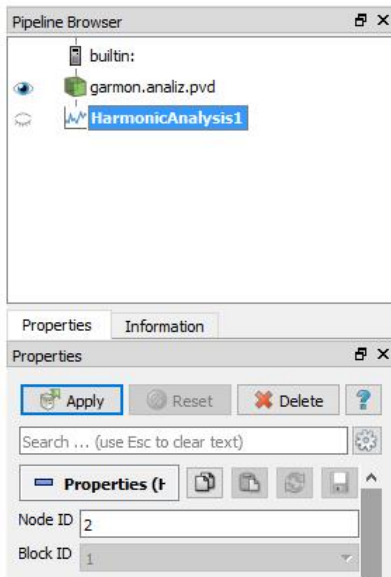 Pipeline Browser
builtin:
garmon.analiz.pvd
HarmonicAnalysis1
Properties Information
Properties
Apply Reset Delete ?
Search ... (use Esc to clear text)
Properties (H
Node ID 2
Block ID 1